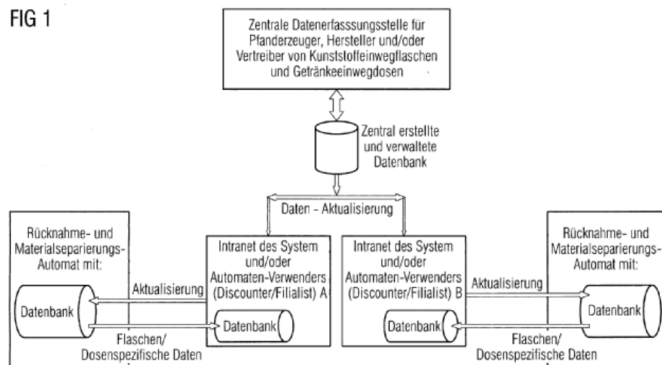 FIG 1
Zentrale Datenerfasssungsstelle für
Pfanderzeuger, Hersteller und/oder
Vertreiber von Kunststoffeinwegflaschen
und Getränkeeinwegdosen
Zentral erstellte
und verwaltete
Datenbank
Daten - Aktualisierung
Rücknahme- und
Materialseparierungs-
Automat mit:
Datenbank
Aktualisierung
Flaschen/
Dosenspezifische Daten
Intranet des System
und/oder
Automaten-Verwenders
(Discounter/Filialist) A
Datenbank
Intranet des System
und/oder
Automaten-Verwenders
(Discounter/Filialist) B
Datenbank
Aktualisierung
Flaschen/
Dosenspezifische Daten
Rücknahme- und
Materialseparierungs-
Automat mit:
Datenbank